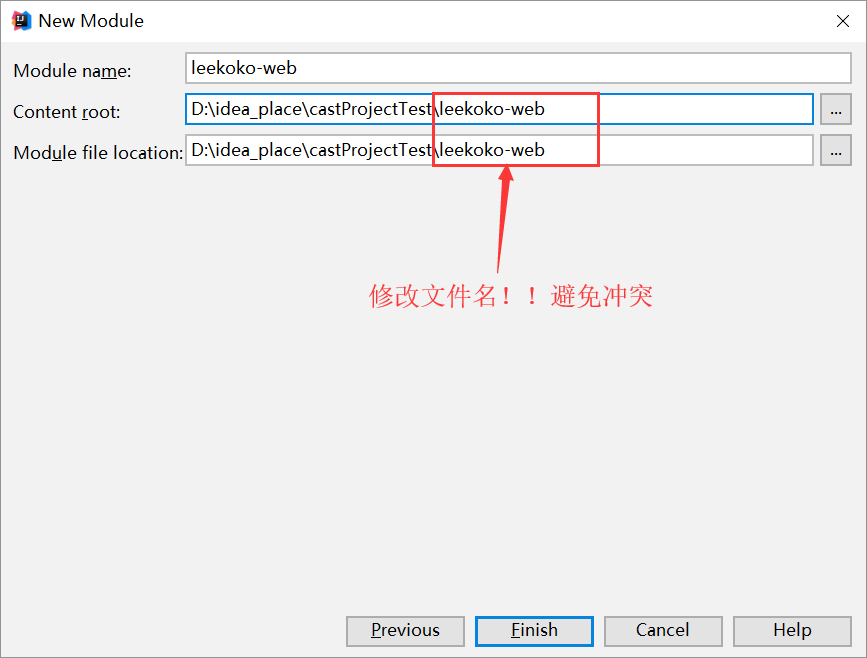 New Module
Module name: leekoko-web
Content root: D:\idea_place\castProjectTest\leekoko-web ...
Module file location: D:\idea_place\castProjectTest\leekoko-web ...
修改文件名！！避免冲突
Previous Finish Cancel Help